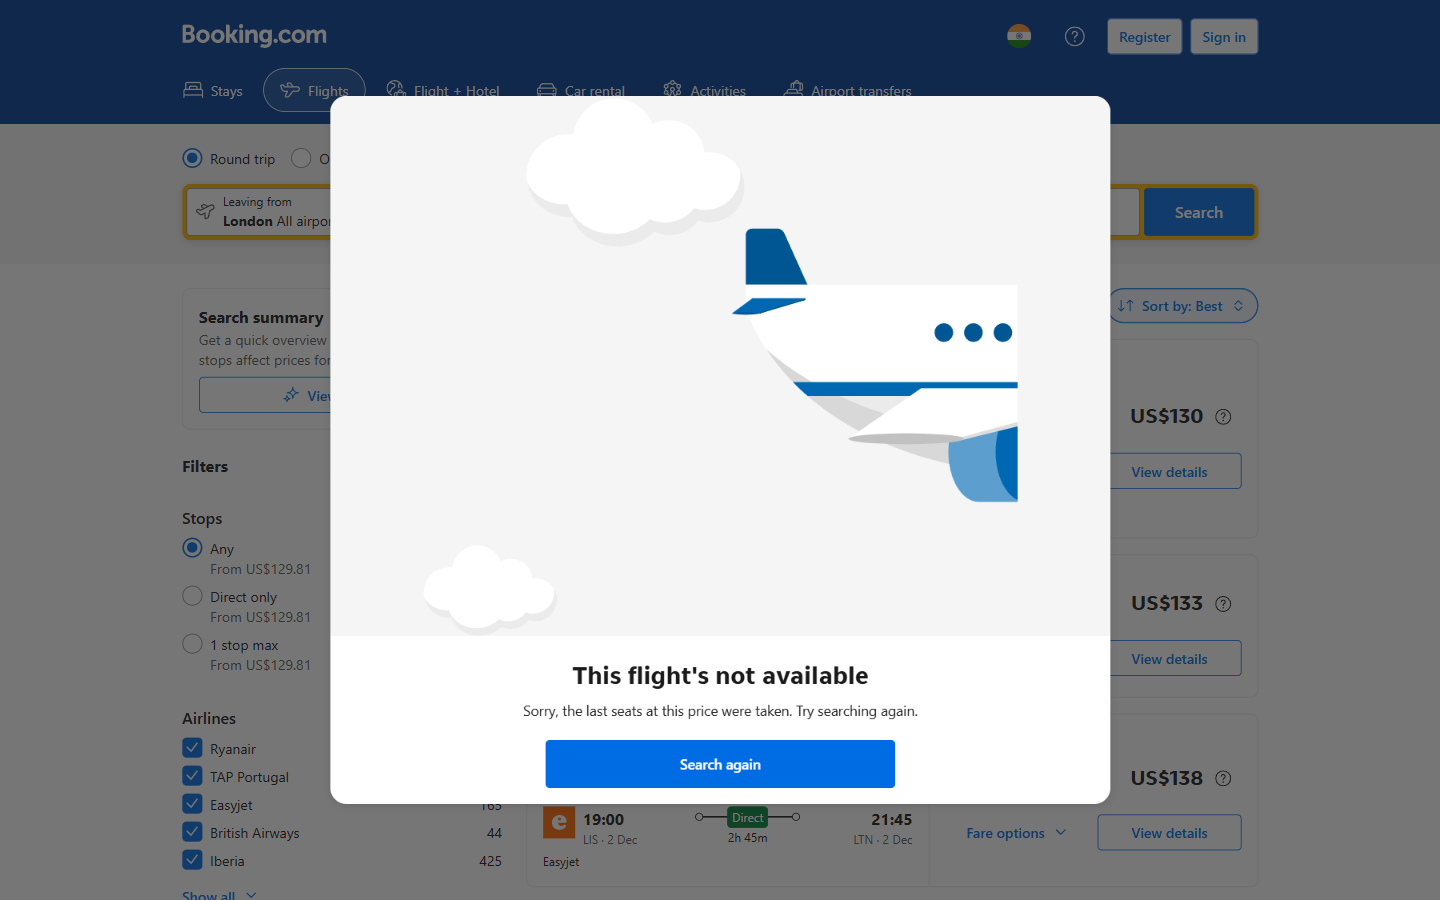 Booking.com
Register
Sign in
Stays
Flights
Flight + Hotel
Car rental
Activities
Airport transfers
Round trip
Leaving from
London All airpor
Search
Search summary
Get a quick overview
stops affect prices for
Sort by: Best
US$130
View details
Filters
Stops
Any
From US$129.81
Direct only
From US$129.81
1 stop max
From US$129.81
US$133
View details
This flight's not available
Sorry, the last seats at this price were taken. Try searching again.
Search again
Airlines
Ryanair
TAP Portugal
Easyjet
165
British Airways
44
Iberia
425
Show all
US$138
19:00
Direct
21:45
LIS · 2 Dec
2h 45m
LTN · 2 Dec
Easyjet
Fare options
View details